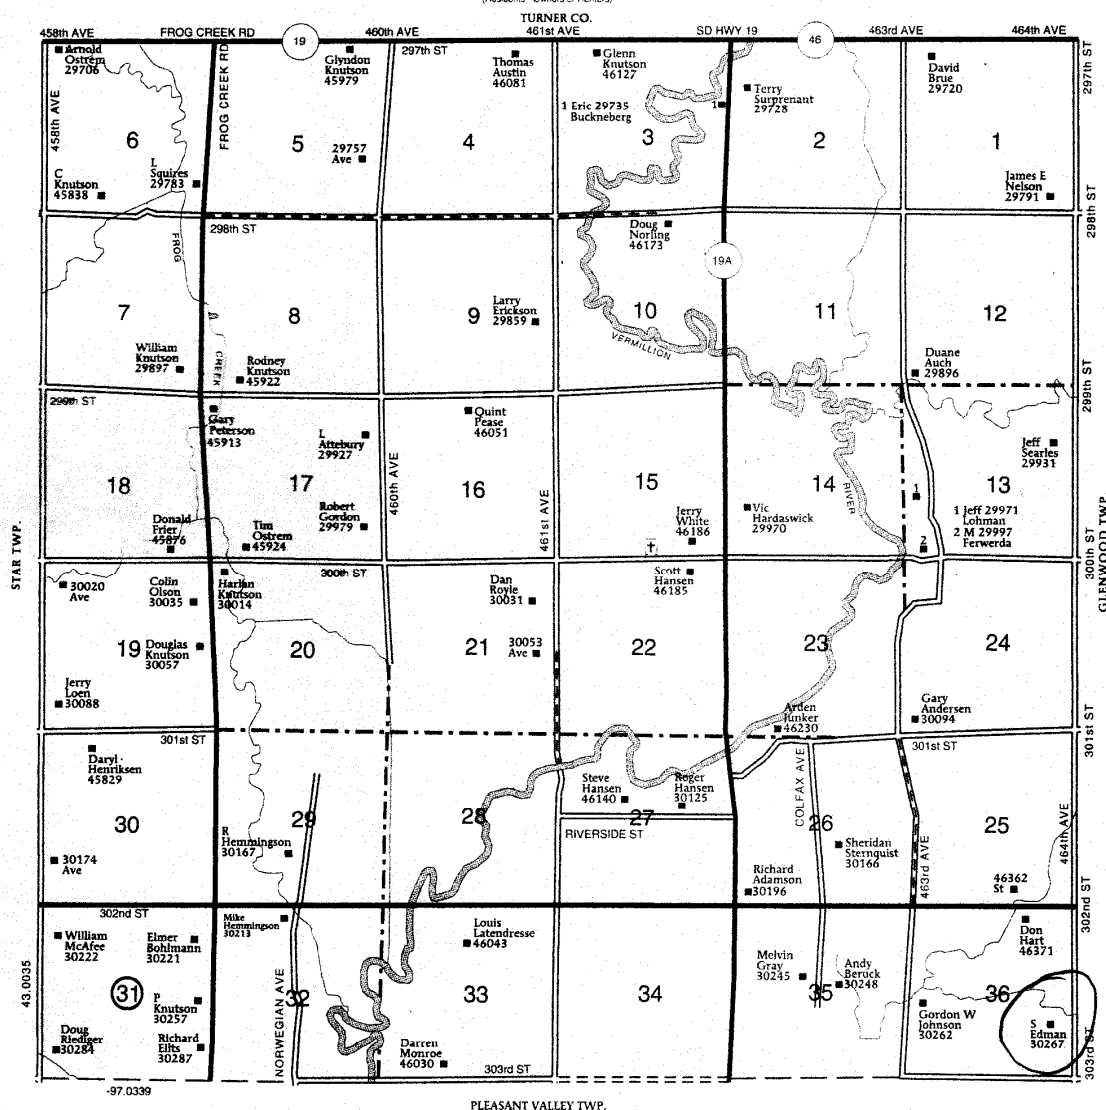 (Residents - Owners or Renters)
TURNER CO.
458th AVE
FROG CREEK RD
19
460th AVE
461st AVE
SD HWY 19
46
463rd AVE
464th AVE
297th ST
Arnold
Ostrem
29706
Glyndon
Knutson
45979
Thomas
Austin
46081
Glenn
Knutson
46127
David
Brue
29720
297th ST
458th AVE
FROG CREEK RD
1 Eric 29735
Buckneberg
1
Terry
Surprenant
29728
6
5
29757
Ave
4
3
2
1
C
Knutson
45838
L
Squires
29783
James E
Nelson
29791
298th ST
298th ST
FROG
Doug
Norling
46173
19A
7
8
9
Larry
Erickson
29859
10
11
12
VERMILLION
William
Knutson
29897
CREEK
Rodney
Knutson
45922
Duane
Auch
29896
299th ST
299th ST
Gary
Peterson
45913
L
Attebury
29927
Quint
Pease
46051
Jeff
Searles
29931
460th AVE
461st AVE
18
17
16
15
14
RIVER
13
1
Donald
Frier
45876
Tim
Ostrem
45924
Robert
Gordon
29979
Jerry
White
46186
Vic
Hardaswick
29970
1 Jeff 29971
Lohman
2 M 29997
Ferwerda
2
STAR TWP.
GLENWOOD TWP.
300th ST
300th ST
30020
Ave
Colin
Olson
30035
Harlan
Knutson
30014
Dan
Royle
30031
Scott
Hansen
46185
19
Douglas
Knutson
30057
20
21
30053
Ave
22
23
24
Jerry
Loen
30088
Arden
Junker
46230
Gary
Andersen
30094
301st ST
301st ST
301st ST
Daryl
Henriksen
45829
Steve
Hansen
46140
Roger
Hansen
30125
COLFAX AVE
463rd AVE
464th AVE
30
29
28
27
26
25
RIVERSIDE ST
R
Hemmingson
30167
Sheridan
Sternquist
30166
30174
Ave
Richard
Adamson
30196
46362
St
302nd ST
302nd ST
William
McAfee
30222
Elmer
Bohlmann
30221
Mike
Hemmingson
30213
Louis
Latendresse
46043
Don
Hart
46371
Melvin
Gray
30245
Andy
Beruck
30248
43.0035
31
P
Knutson
30257
NORWEGIAN AVE
32
33
34
35
36
Gordon W
Johnson
30262
S
Edman
30267
Doug
Riediger
30284
Richard
Ellts
30287
Darren
Monroe
46030
303rd ST
303rd ST
-97.0339
PLEASANT VALLEY TWP.